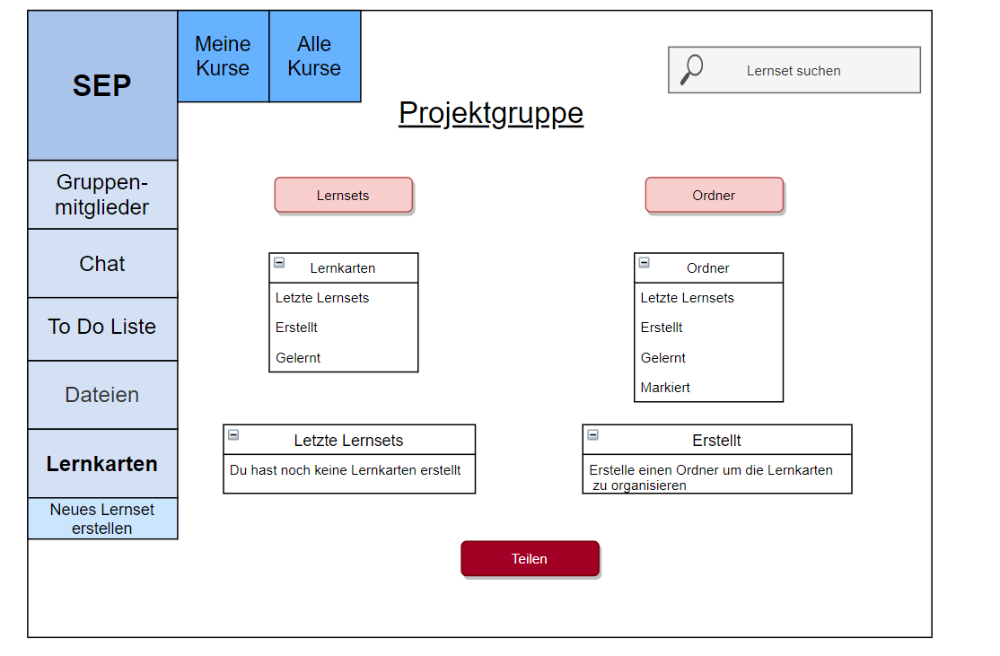 SEP
Meine
Kurse
Alle
Kurse
Lernset suchen
Projektgruppe
Gruppen-
mitglieder
Chat
To Do Liste
Dateien
Lernkarten
Neues Lernset
erstellen
Lernsets
Ordner
Lernkarten
Letzte Lernsets
Erstellt
Gelernt
Ordner
Letzte Lernsets
Erstellt
Gelernt
Markiert
Letzte Lernsets
Du hast noch keine Lernkarten erstellt
Erstellt
Erstelle einen Ordner um die Lernkarten
zu organisieren
Teilen